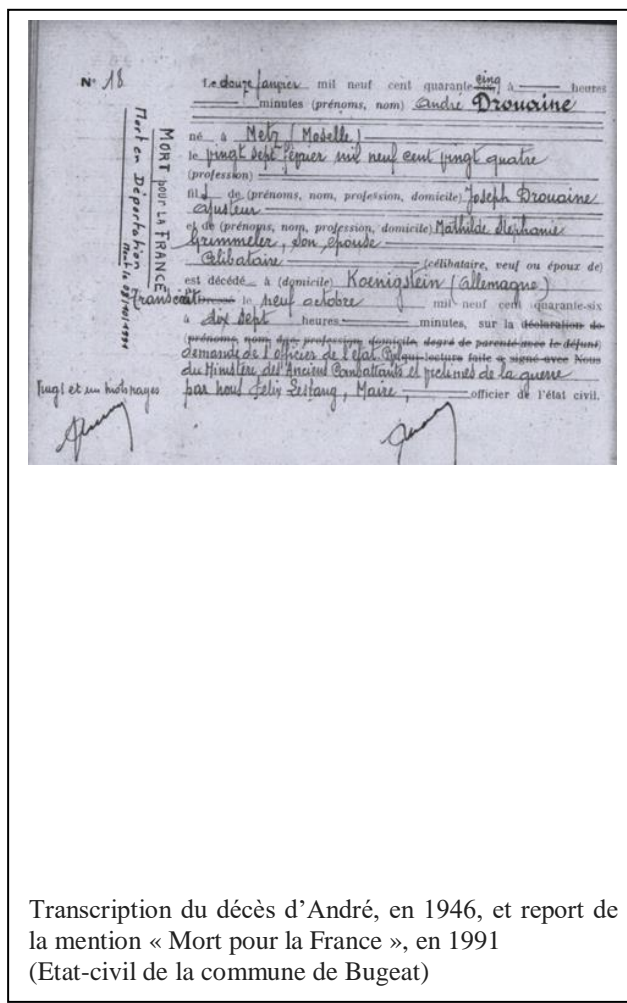 N° 18
Le douze janvier mil neuf cent quarante cinq à heures
minutes (prénoms, nom) André Drouaine
né à Metz (Moselle)
le vingt sept février mil neuf cent vingt quatre
(profession)
fils de (prénoms, nom, profession, domicile) Joseph Drouaine
ajusteur
et de (prénoms, nom, profession, domicile) Mathilde Stephanie
Grimmeler, son épouse
Célibataire (célibataire, veuf ou époux de)
est décédé à (domicile) Koenigstein (Allemagne)
Transcrit le neuf octobre mil neuf cent quarante-six
à dix sept heures minutes, sur la déclaration de
(prénoms, nom, âge, profession, domicile, degré de parenté avec le défunt)
demande de l'officier de l'état Civil qui lecture faite a signé avec Nous
du Ministère des Anciens Combattants et victimes de la guerre
par nous Felix Lestang, Maire, officier de l'état civil.
MORT POUR LA FRANCE
Mort en Déportation
Vingt et un mots rayés
Transcription du décès d'André, en 1946, et report de
la mention « Mort pour la France », en 1991
(Etat-civil de la commune de Bugeat)